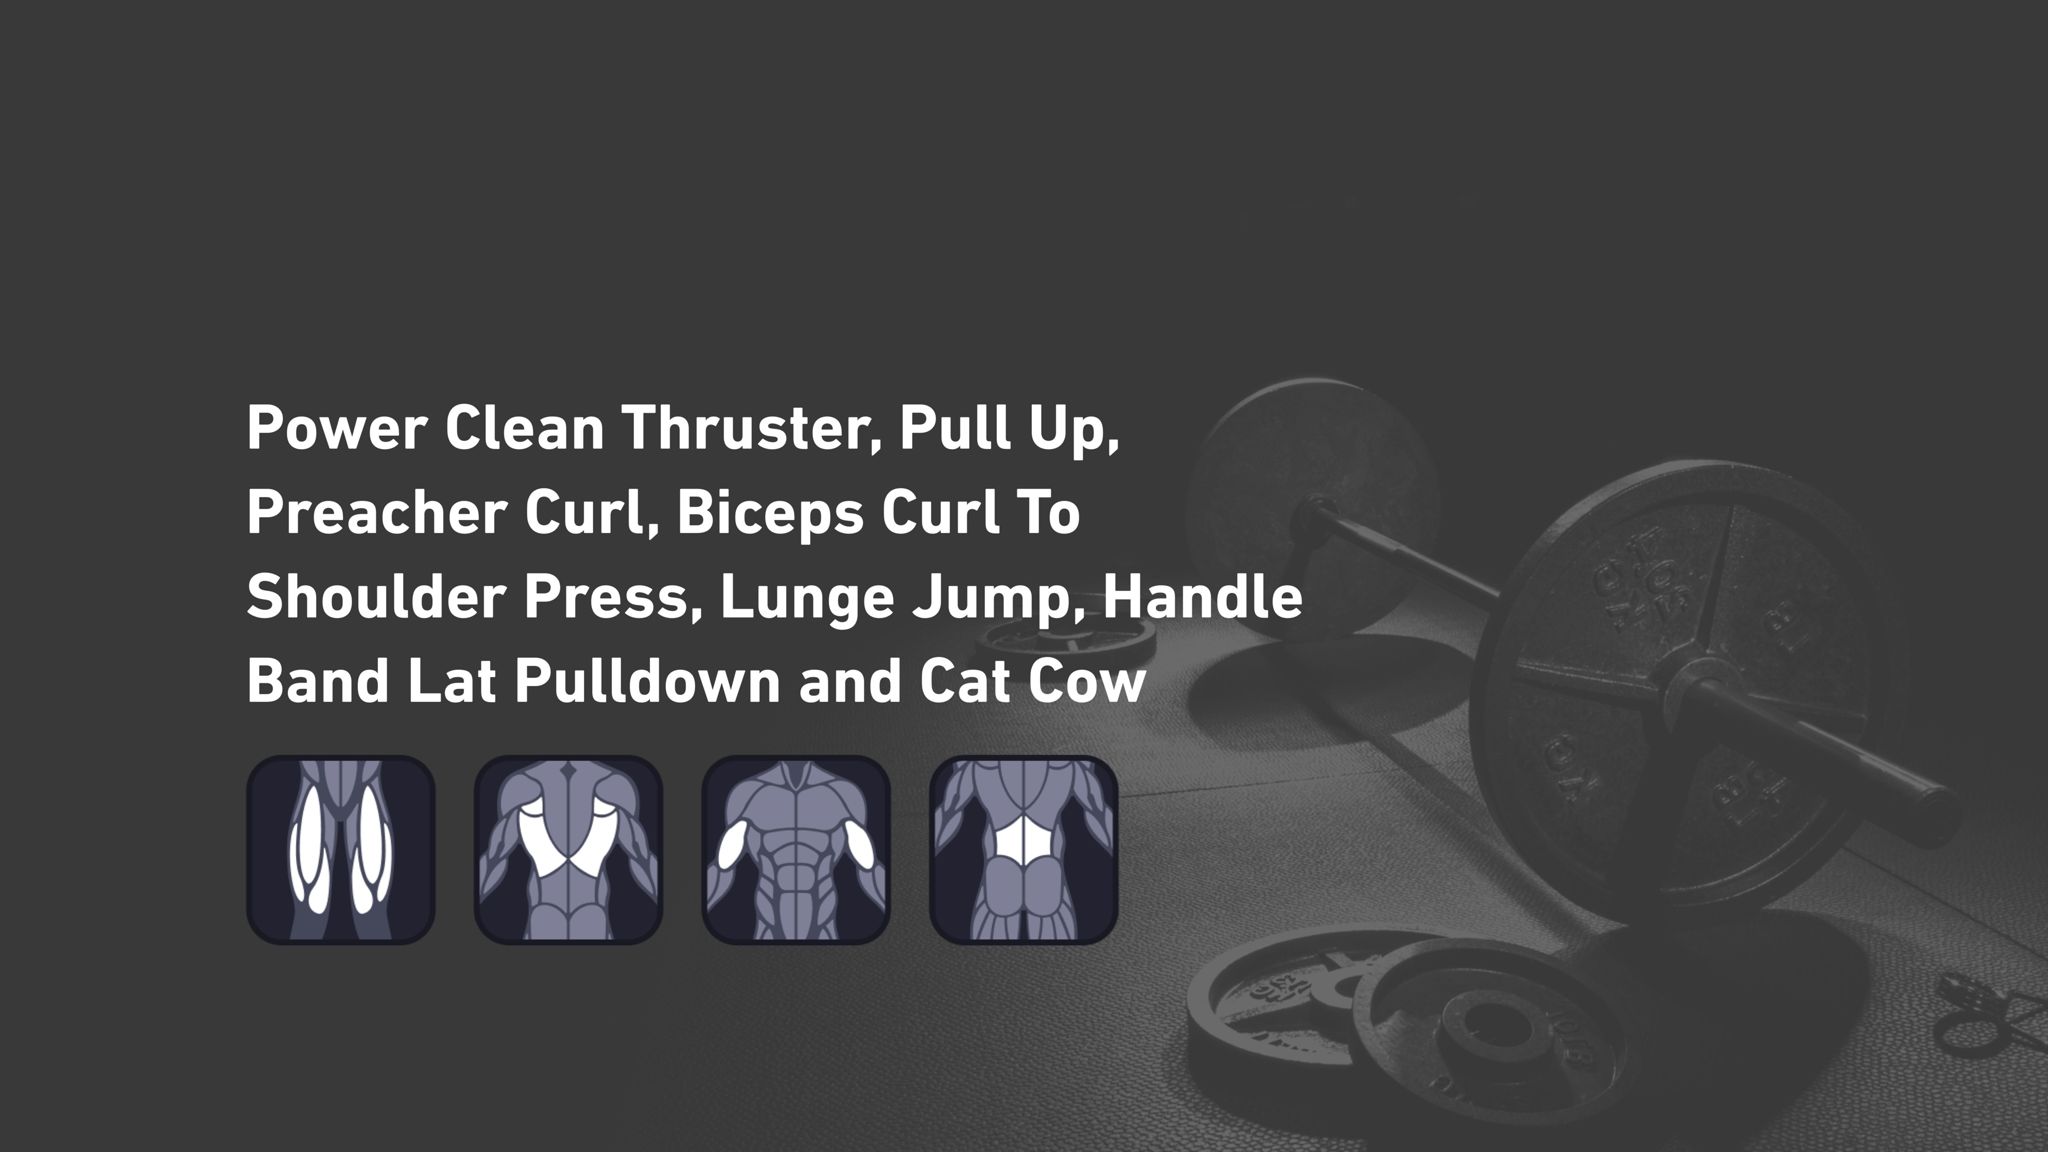 Power Clean Thruster, Pull Up,
Preacher Curl, Biceps Curl To
Shoulder Press, Lunge Jump, Handle
Band Lat Pulldown and Cat Cow